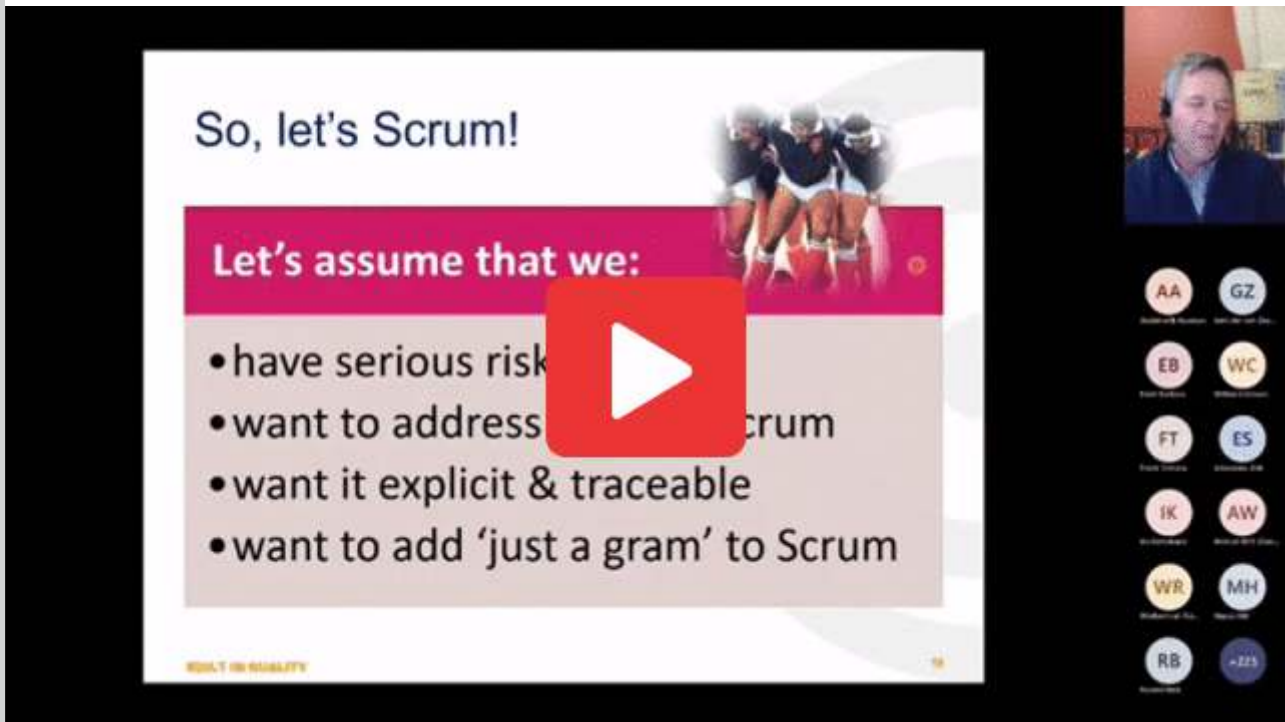 So, let's Scrum!
Let's assume that we:
•have serious risk
•want to address crum
•want it explicit & traceable
•want to add ‘just a gram’ to Scrum
BUILT IN QUALITY
AA
GZ
EB
WC
FT
ES
IK
AW
WR
MH
RB
+225